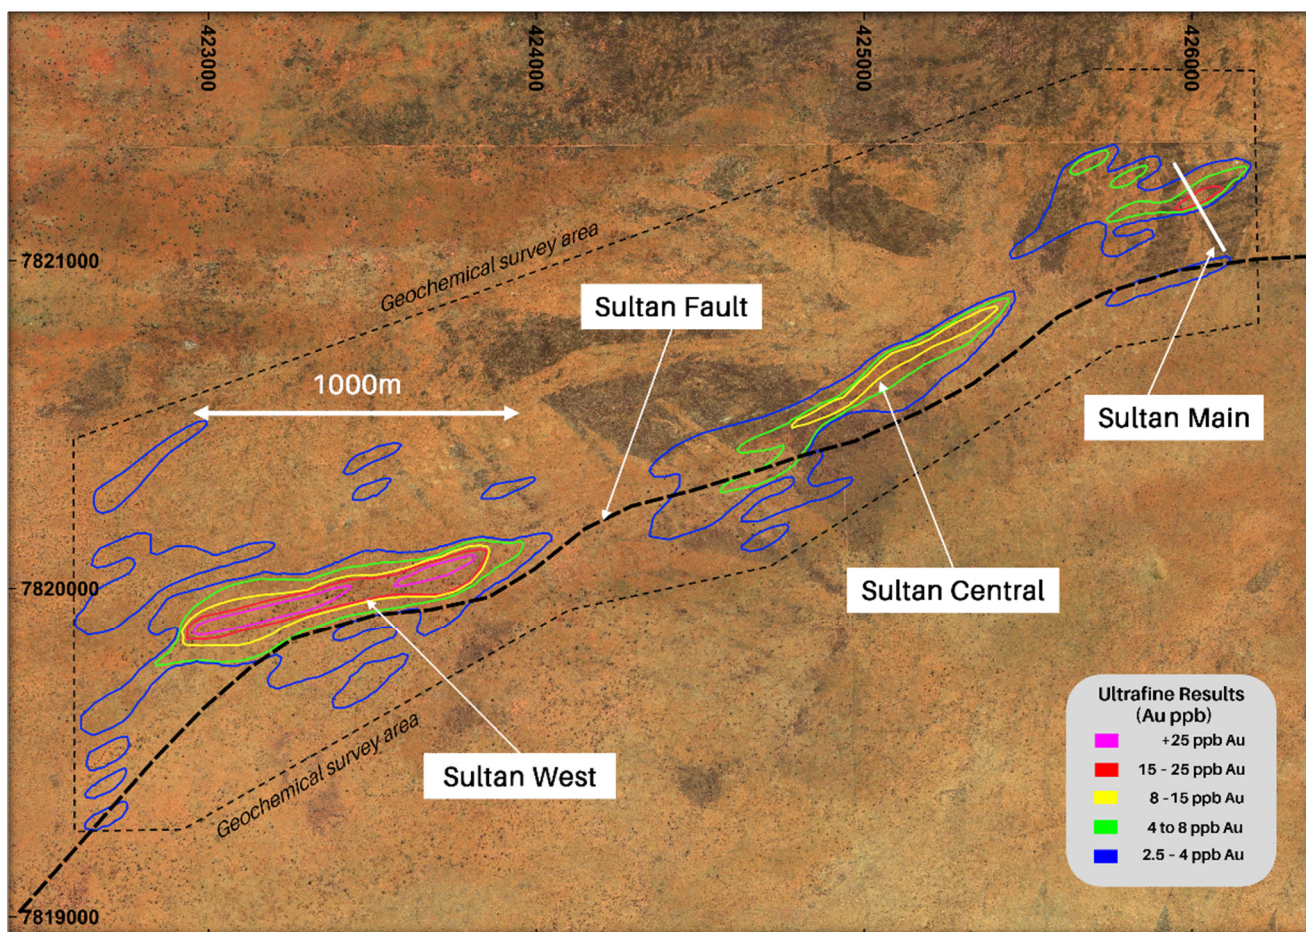 423000
424000
425000
426000
Geochemical survey area
7821000
Sultan Fault
1000m
Sultan Main
7820000
Sultan Central
Sultan West
Geochemical survey area
Ultrafine Results
(Au ppb)
+25 ppb Au
15 - 25 ppb Au
8 - 15 ppb Au
4 to 8 ppb Au
2.5 - 4 ppb Au
7819000